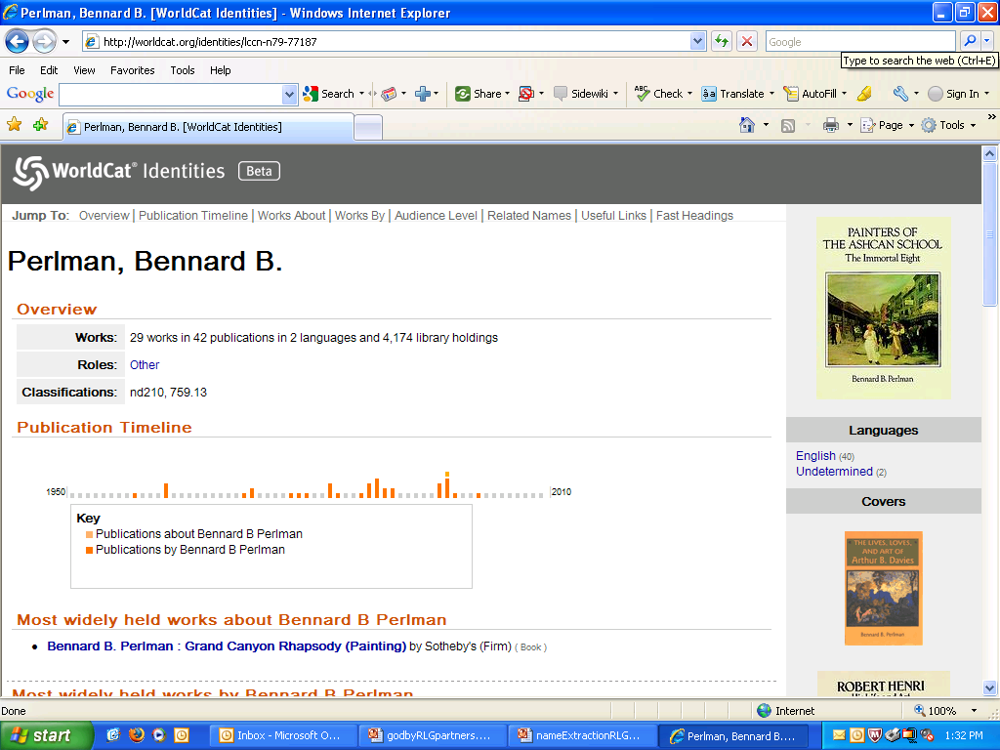 Perlman, Bennard B. [WorldCat Identities] - Windows Internet Explorer
http://worldcat.org/identities/lccn-n79-77187
Google
File Edit View Favorites Tools Help
Type to search the web (Ctrl+E)
Google Search Share Sidewiki ABC Check Translate AutoFill Sign In
Perlman, Bennard B. [WorldCat Identities]
Page Tools
WorldCat® Identities Beta
Jump To: Overview | Publication Timeline | Works About | Works By | Audience Level | Related Names | Useful Links | Fast Headings
Perlman, Bennard B.
Overview
Works: 29 works in 42 publications in 2 languages and 4,174 library holdings
Roles: Other
Classifications: nd210, 759.13
Publication Timeline
1950 2010
Key
Publications about Bennard B Perlman
Publications by Bennard B Perlman
Most widely held works about Bennard B Perlman
Bennard B. Perlman : Grand Canyon Rhapsody (Painting) by Sotheby's (Firm) ( Book )
Most widely held works by Bennard B Perlman
PAINTERS OF
THE ASHCAN SCHOOL
The Immortal Eight
Bennard B. Perlman
Languages
English (40)
Undetermined (2)
Covers
THE LIVES, LOVES,
AND ART OF
Arthur B. Davies
Bennard B. Perlman
ROBERT HENRI
Done Internet 100%
start Inbox - Microsoft O... godbyRLGpartners.... nameExtractionRLG... Perlman, Bennard B.... 1:32 PM